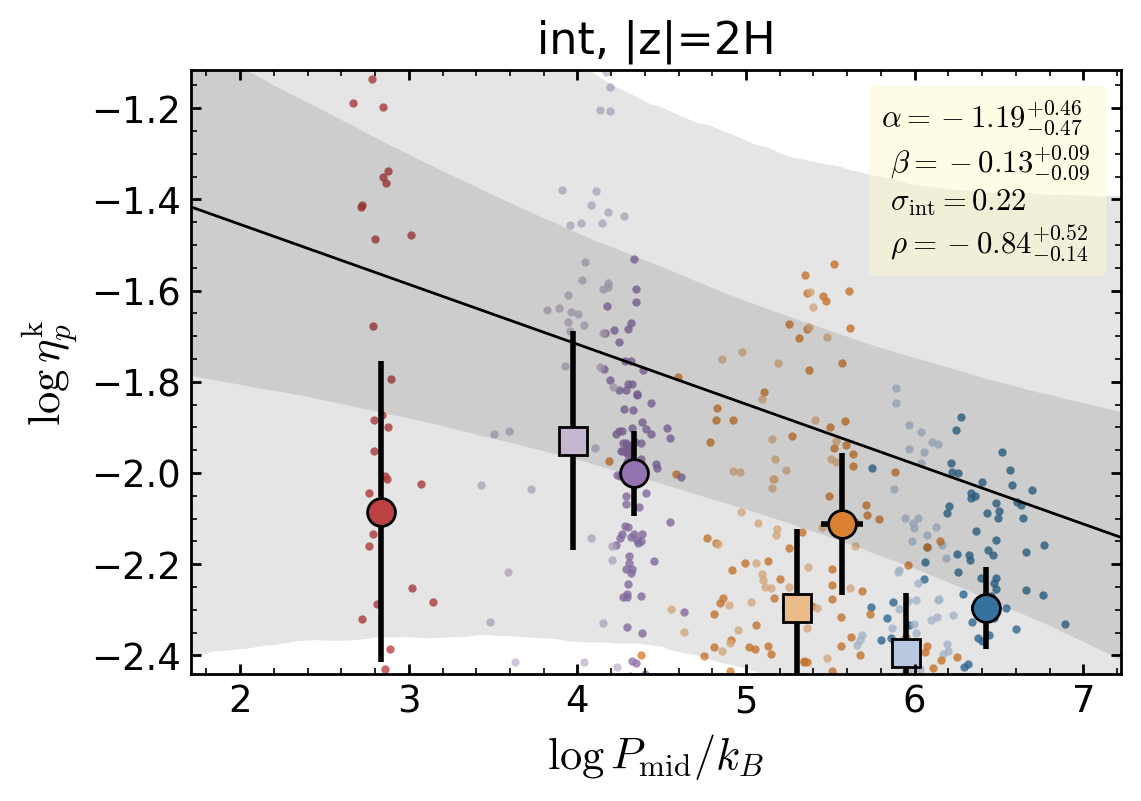 int, |z|=2H
α = −1.19 +0.46 −0.47
β = −0.13 +0.09 −0.09
σ_int = 0.22
ρ = −0.84 +0.52 −0.14
−1.2
−1.4
−1.6
−1.8
−2.0
−2.2
−2.4
log η_p^k
2 3 4 5 6 7
log P_mid/k_B